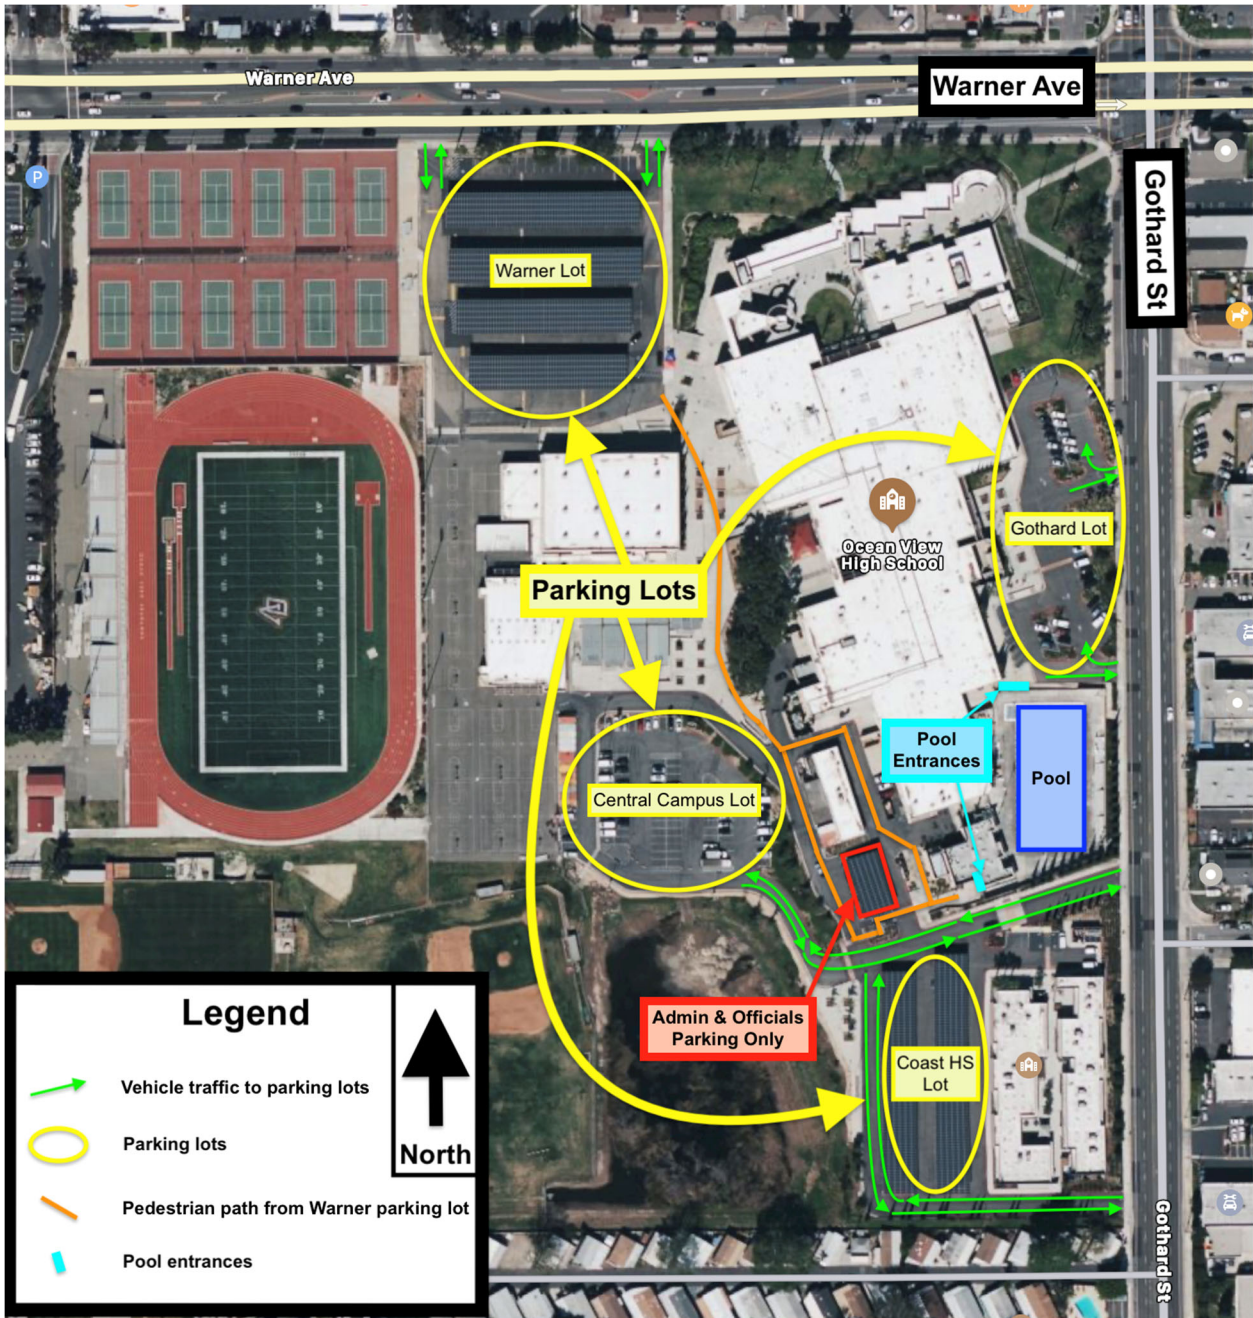 Warner Ave
Warner Ave
P
Gothard St
Warner Lot
Gothard Lot
Ocean View
High School
Parking Lots
Pool
Entrances
Pool
Central Campus Lot
Admin & Officials
Parking Only
Coast HS
Lot
Legend
Vehicle traffic to parking lots
Parking lots
Pedestrian path from Warner parking lot
Pool entrances
North
Gothard St